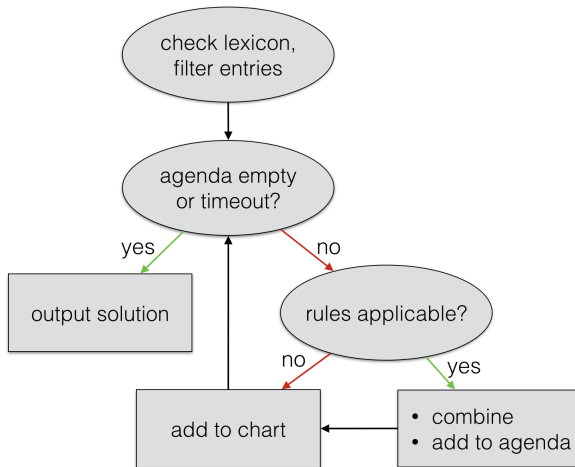 check lexicon,
filter entries
agenda empty
or timeout?
yes
no
output solution
rules applicable?
no
yes
add to chart
• combine
• add to agenda